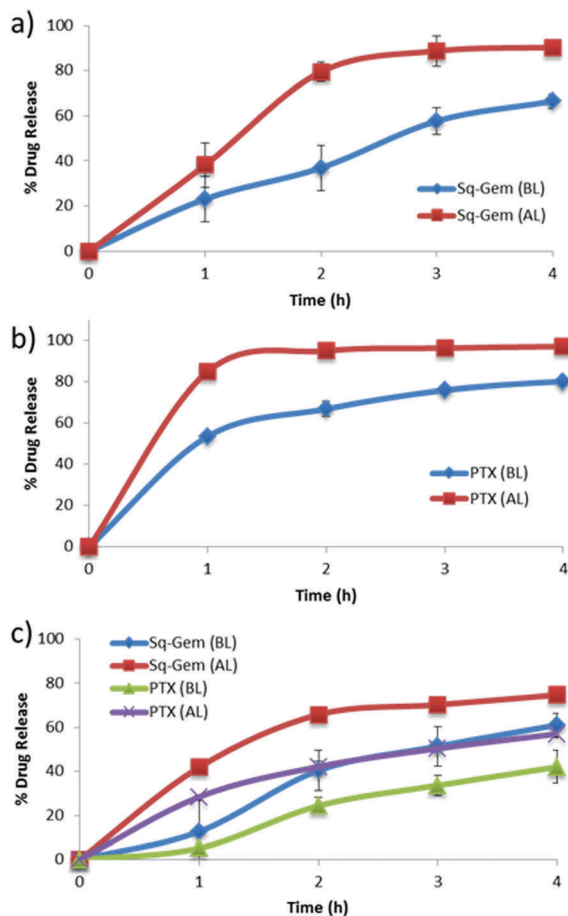 a)
100
80
60
40
20
0
% Drug Release
Sq-Gem (BL)
Sq-Gem (AL)
0 1 2 3 4
Time (h)
b)
100
80
60
40
20
0
% Drug Release
PTX (BL)
PTX (AL)
0 1 2 3 4
Time (h)
c)
100
80
60
40
20
0
% Drug Release
Sq-Gem (BL)
Sq-Gem (AL)
PTX (BL)
PTX (AL)
0 1 2 3 4
Time (h)